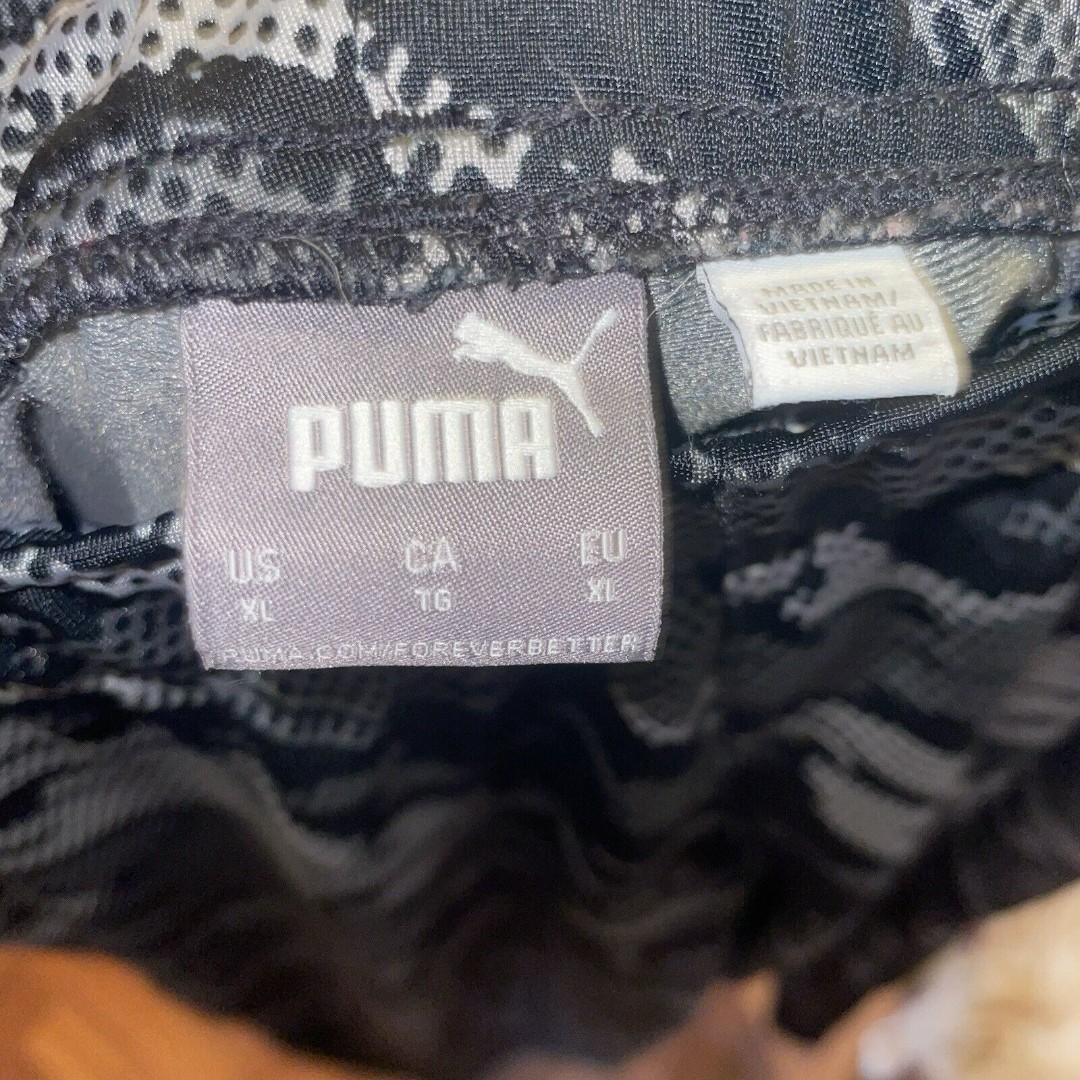 MADE IN
VIETNAM/
FABRIQUÉ AU
VIETNAM
PUMA
US CA EU
XL TG XL
PUMA.COM/FOREVERBETTER